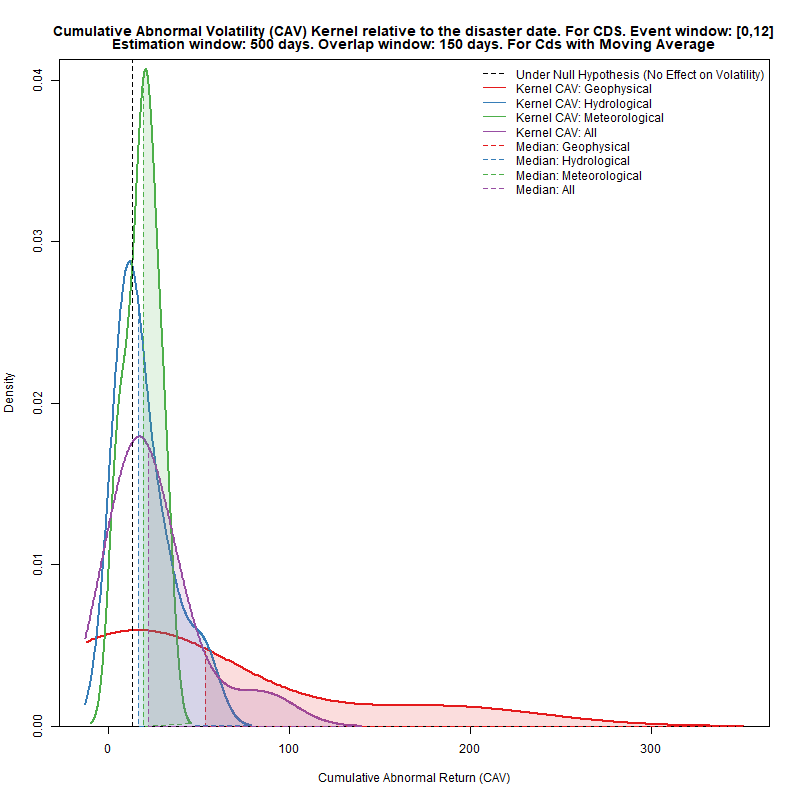 Cumulative Abnormal Volatility (CAV) Kernel relative to the disaster date. For CDS. Event window: [0,12]
Estimation window: 500 days. Overlap window: 150 days. For Cds with Moving Average
Under Null Hypothesis (No Effect on Volatility)
Kernel CAV: Geophysical
Kernel CAV: Hydrological
Kernel CAV: Meteorological
Kernel CAV: All
Median: Geophysical
Median: Hydrological
Median: Meteorological
Median: All
0.04
0.03
0.02
0.01
0.00
Density
0 100 200 300
Cumulative Abnormal Return (CAV)